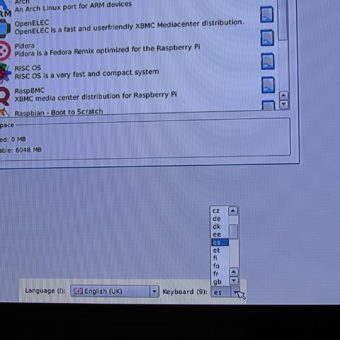 Arch
An Arch Linux port for ARM devices
OpenELEC
OpenELEC is a fast and userfriendly XBMC Mediacenter distribution.
Pidora
Pidora is a Fedora Remix optimized for the Raspberry Pi
RISC OS
RISC OS is a very fast and compact system
RaspBMC
XBMC media center distribution for Raspberry Pi
Raspbian - Boot to Scratch
pace
ed: 0 MB
able: 6048 MB
cz
de
dk
ee
es
et
fi
fo
fr
gb
Language (l): English (UK) Keyboard (9): es